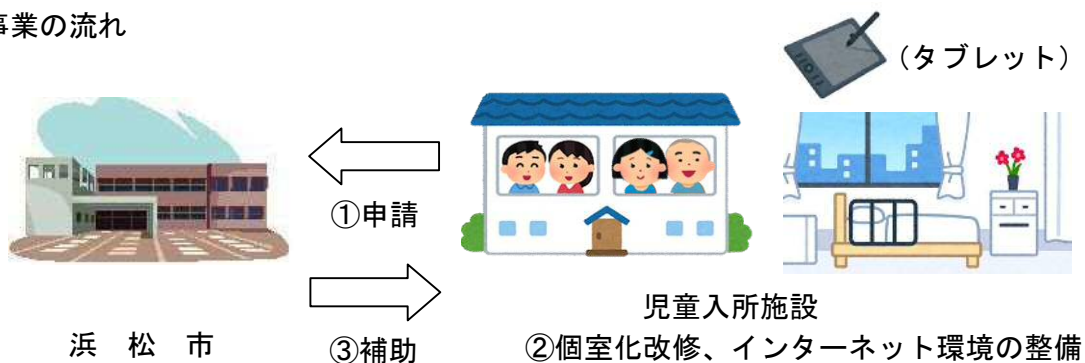 事業の流れ
（タブレット）
①申請
児童入所施設
浜 松 市
③補助
②個室化改修、インターネット環境の整備